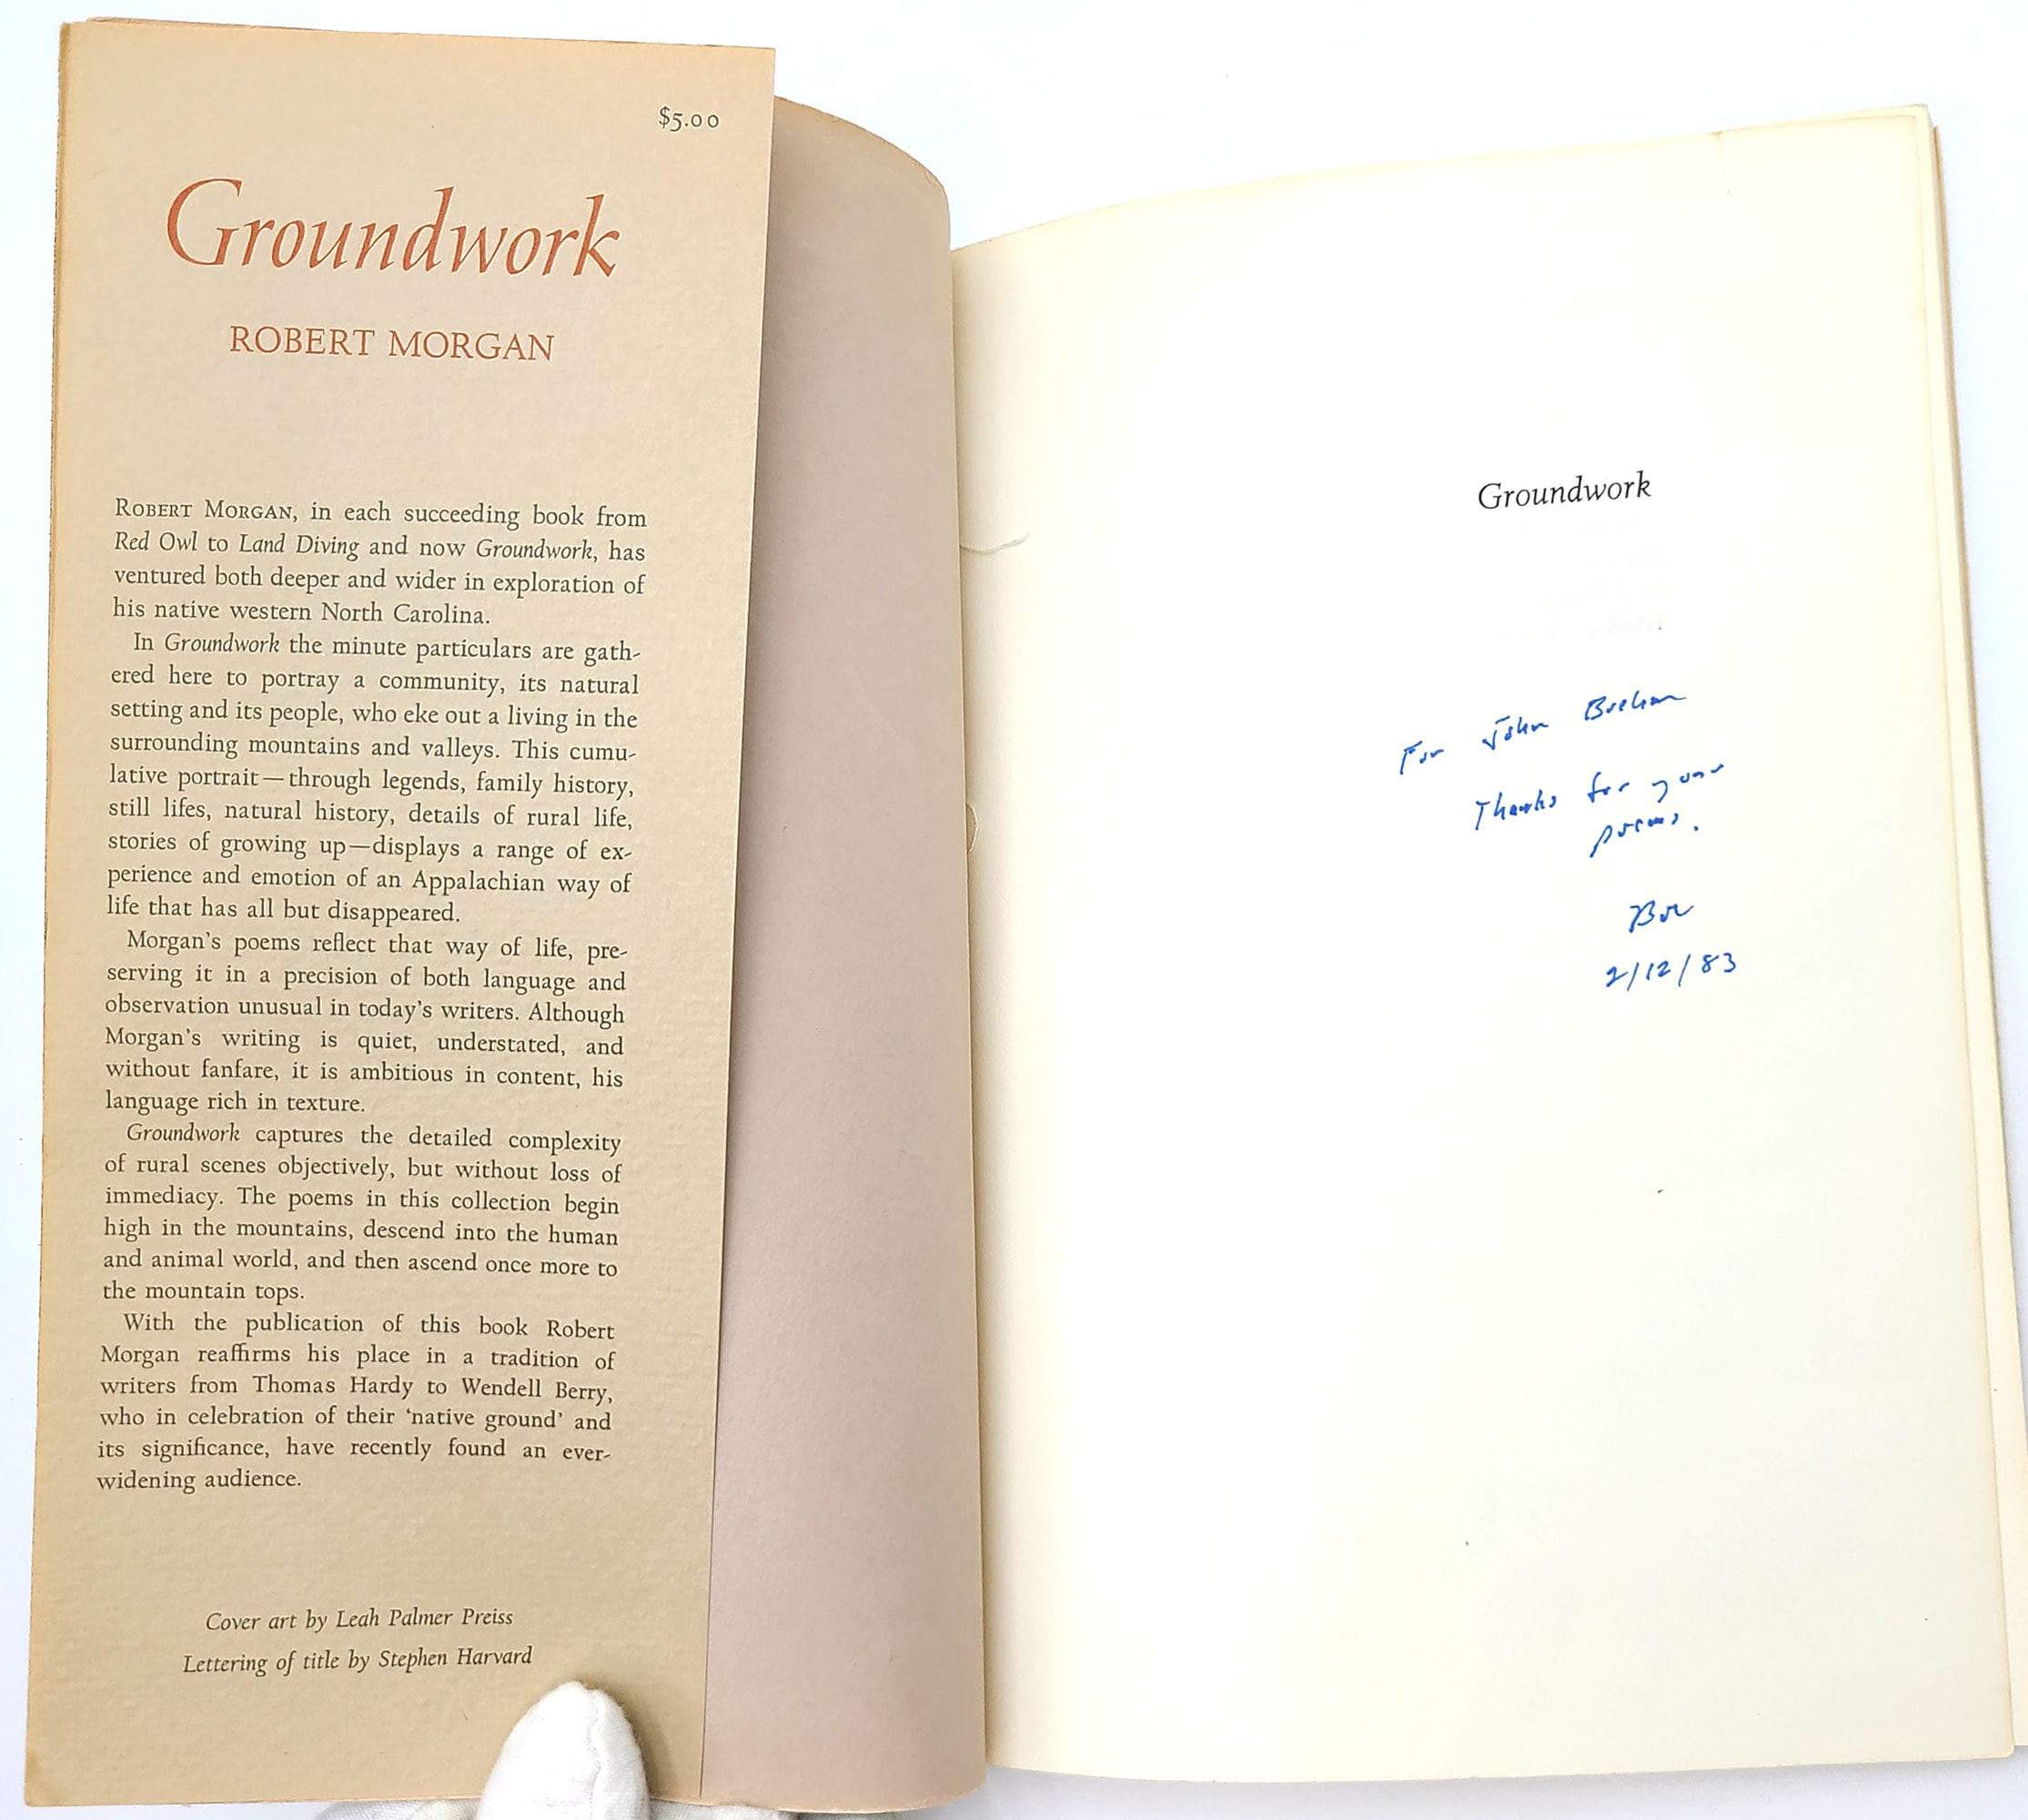 $5.00
Groundwork
ROBERT MORGAN
ROBERT MORGAN, in each succeeding book from
Red Owl to Land Diving and now Groundwork, has
ventured both deeper and wider in exploration of
his native western North Carolina.
In Groundwork the minute particulars are gath-
ered here to portray a community, its natural
setting and its people, who eke out a living in the
surrounding mountains and valleys. This cumu-
lative portrait—through legends, family history,
still lifes, natural history, details of rural life,
stories of growing up—displays a range of ex-
perience and emotion of an Appalachian way of
life that has all but disappeared.
Morgan's poems reflect that way of life, pre-
serving it in a precision of both language and
observation unusual in today's writers. Although
Morgan's writing is quiet, understated, and
without fanfare, it is ambitious in content, his
language rich in texture.
Groundwork captures the detailed complexity
of rural scenes objectively, but without loss of
immediacy. The poems in this collection begin
high in the mountains, descend into the human
and animal world, and then ascend once more to
the mountain tops.
With the publication of this book Robert
Morgan reaffirms his place in a tradition of
writers from Thomas Hardy to Wendell Berry,
who in celebration of their 'native ground' and
its significance, have recently found an ever-
widening audience.
Cover art by Leah Palmer Preiss
Lettering of title by Stephen Harvard
Groundwork
For John
Thanks for your
poems.
Bob
2/12/83